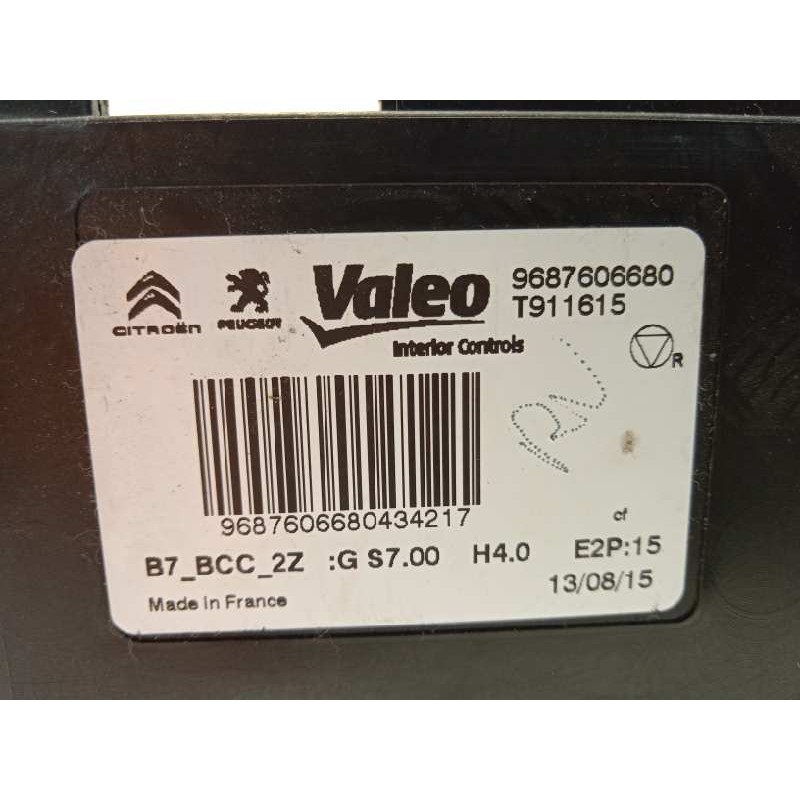 CITROËN PEUGEOT Valeo 9687606680
T911615
Interior Controls
R
9687606680434217
cf
B7_BCC_2Z :G S7.00 H4.0 E2P:15
Made in France 13/08/15